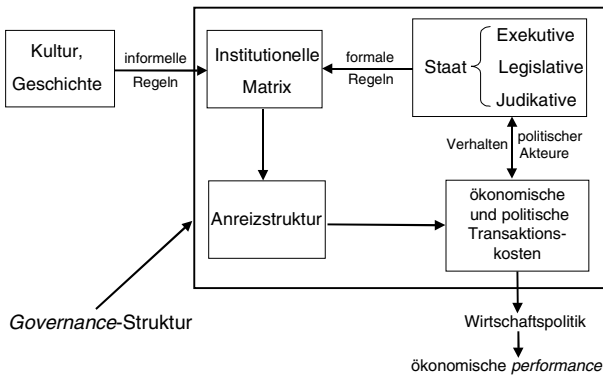 Kultur,
Geschichte
informelle
Regeln
Institutionelle
Matrix
formale
Regeln
Staat
Exekutive
Legislative
Judikative
Verhalten
politischer
Akteure
Anreizstruktur
ökonomische
und politische
Transaktions-
kosten
Governance-Struktur
Wirtschaftspolitik
ökonomische performance